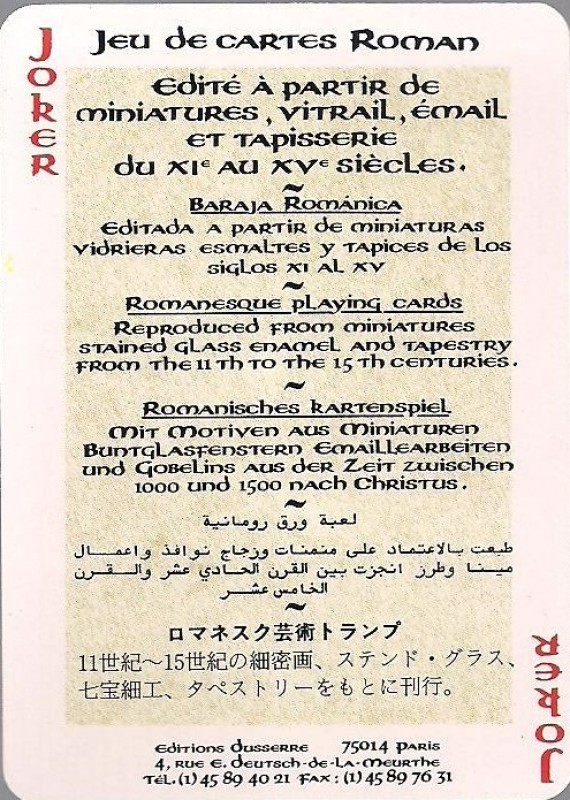 Joker
Jeu de cartes Roman
Edité à partir de
miniatures, vitrail, émail
et tapisserie
du XIe au XVe siècles.
~
Baraja Románica
Editada a partir de miniaturas
vidrieras esmaltes y tapices de los
siglos XI al XV
~
Romanesque playing cards
Reproduced from miniatures
stained glass enamel and tapestry
from the 11 th to the 15 th centuries.
~
Romanisches kartenspiel
Mit Motiven aus Miniaturen
Buntglasfenstern Emaillearbeiten
und Gobelins aus der Zeit zwischen
1000 und 1500 nach Christus.
~
لعبة ورق رومانية
طبعت بالاعتماد على منمنات وزجاج نوافذ واعمال
مينا وطرز انجزت بين القرن الحادي عشر والقرن
الخامس عشر
~
ロマネスク芸術トランプ
11世紀〜15世紀の細密画、ステンド・グラス、
七宝細工、タペストリーをもとに刊行。
Editions Dusserre 75014 Paris
4, rue E. Deutsch-de-La-Meurthe
Tél. (1) 45 89 40 21 Fax : (1) 45 89 76 31
Joker